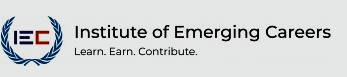 IEC
Institute of Emerging Careers
Learn. Earn. Contribute.